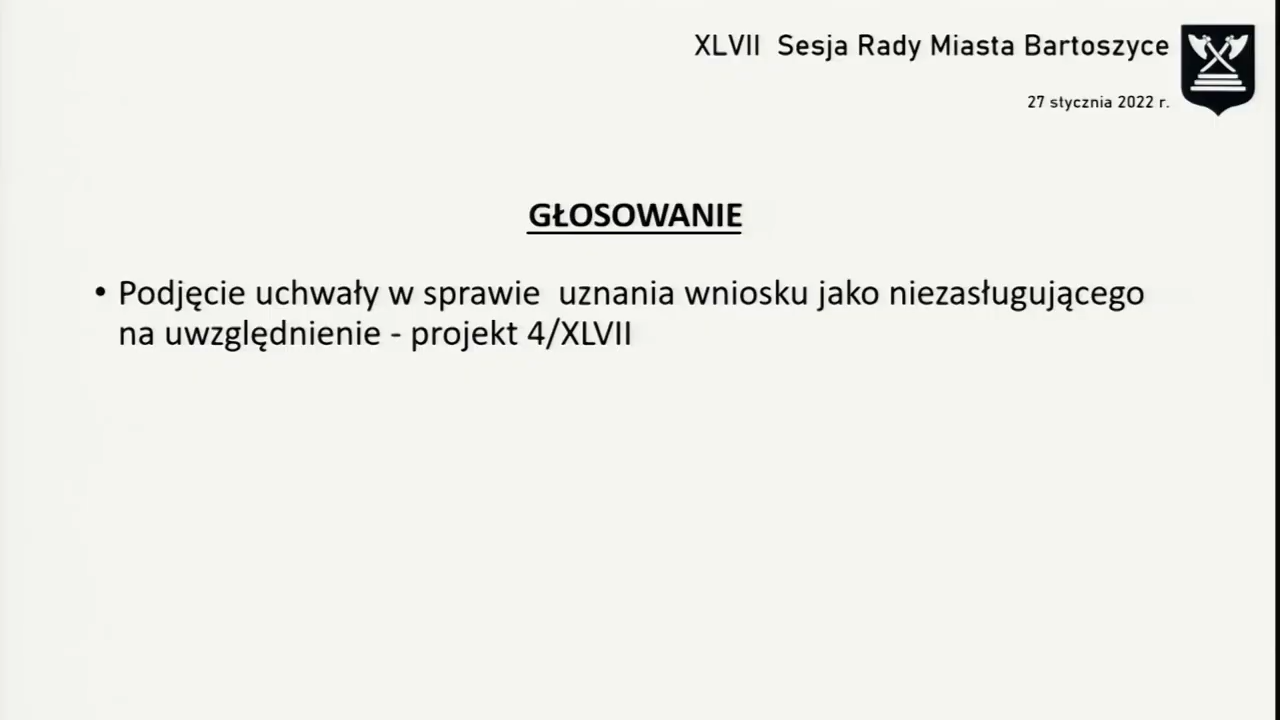 XLVII Sesja Rady Miasta Bartoszyce
27 stycznia 2022 r.
GŁOSOWANIE
• Podjęcie uchwały w sprawie uznania wniosku jako niezasługującego
na uwzględnienie - projekt 4/XLVII